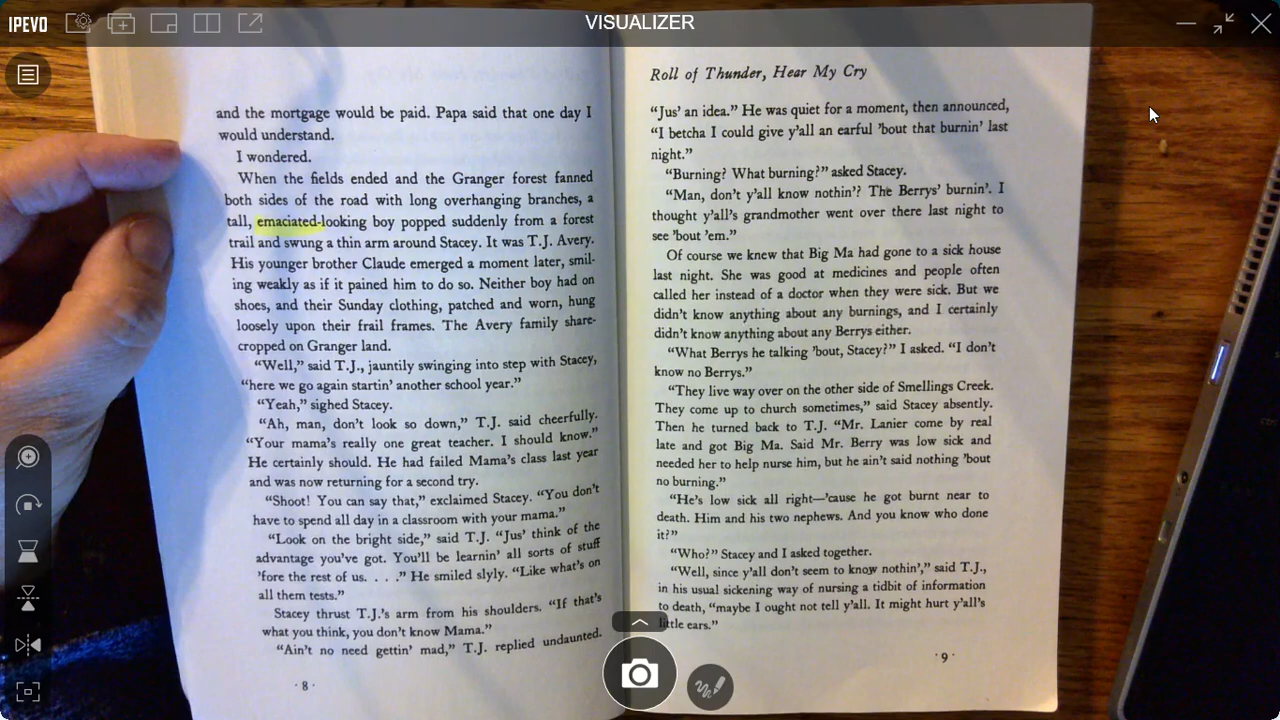 IPEVO
VISUALIZER
and the mortgage would be paid. Papa said that one day I
would understand.
I wondered.
When the fields ended and the Granger forest fanned
both sides of the road with long overhanging branches, a
tall, emaciated-looking boy popped suddenly from a forest
trail and swung a thin arm around Stacey. It was T.J. Avery.
His younger brother Claude emerged a moment later, smil-
ing weakly as if it pained him to do so. Neither boy had on
shoes, and their Sunday clothing, patched and worn, hung
loosely upon their frail frames. The Avery family share-
cropped on Granger land.
“Well,” said T.J., jauntily swinging into step with Stacey,
“here we go again startin’ another school year.”
“Yeah,” sighed Stacey.
“Ah, man, don’t look so down,” T.J. said cheerfully.
“Your mama’s really one great teacher. I should know.”
He certainly should. He had failed Mama’s class last year
and was now returning for a second try.
“Shoot! You can say that,” exclaimed Stacey. “You don’t
have to spend all day in a classroom with your mama.”
“Look on the bright side,” said T.J. “Jus’ think of the
advantage you’ve got. You’ll be learnin’ all sorts of stuff
’fore the rest of us. . . .” He smiled slyly. “Like what’s on
all them tests.”
Stacey thrust T.J.’s arm from his shoulders. “If that’s
what you think, you don’t know Mama.”
“Ain’t no need gettin’ mad,” T.J. replied undaunted.
· 8 ·
Roll of Thunder, Hear My Cry
“Jus’ an idea.” He was quiet for a moment, then announced,
“I betcha I could give y’all an earful ’bout that burnin’ last
night.”
“Burning? What burning?” asked Stacey.
“Man, don’t y’all know nothin’? The Berrys’ burnin’. I
thought y’all’s grandmother went over there last night to
see ’bout ’em.”
Of course we knew that Big Ma had gone to a sick house
last night. She was good at medicines and people often
called her instead of a doctor when they were sick. But we
didn’t know anything about any burnings, and I certainly
didn’t know anything about any Berrys either.
“What Berrys he talking ’bout, Stacey?” I asked. “I don’t
know no Berrys.”
“They live way over on the other side of Smellings Creek.
They come up to church sometimes,” said Stacey absently.
Then he turned back to T.J. “Mr. Lanier come by real
late and got Big Ma. Said Mr. Berry was low sick and
needed her to help nurse him, but he ain’t said nothing ’bout
no burning.”
“He’s low sick all right—’cause he got burnt near to
death. Him and his two nephews. And you know who done
it?”
“Who?” Stacey and I asked together.
“Well, since y’all don’t seem to know nothin’,” said T.J.,
in his usual sickening way of nursing a tidbit of information
to death, “maybe I ought not tell y’all. It might hurt y’all’s
little ears.”
· 9 ·